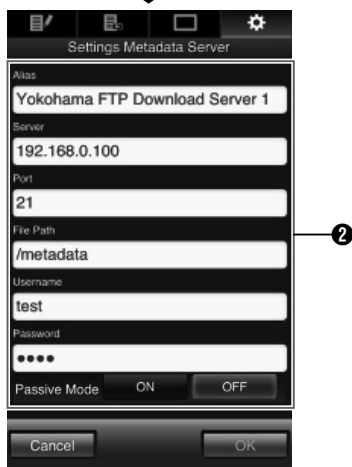 Settings Metadata Server
Alias
Yokohama FTP Download Server 1
Server
192.168.0.100
Port
21
File Path
/metadata
Username
test
Password
●●●●
Passive Mode ON OFF
Cancel OK
❷